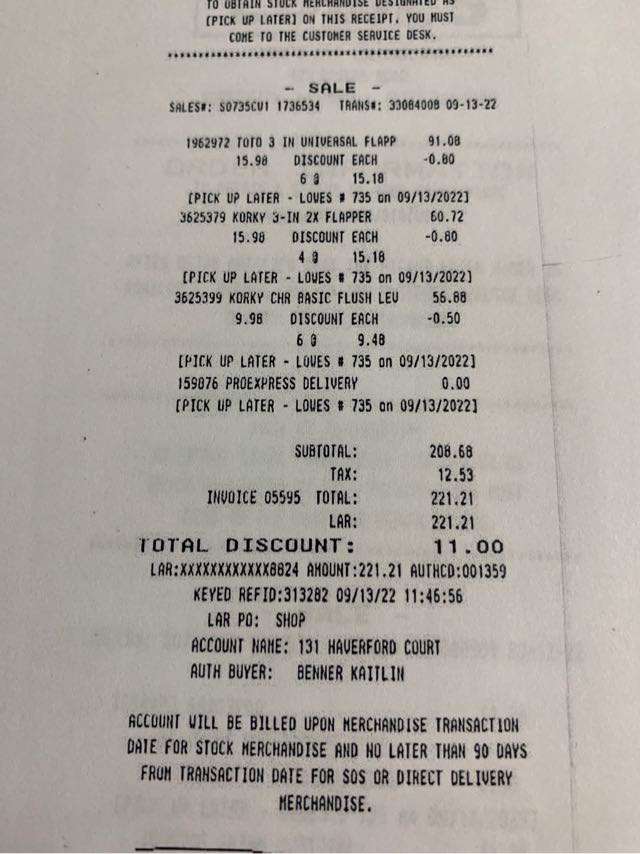 TO OBTAIN STOCK MERCHANDISE DESIGNATED AS
[PICK UP LATER] ON THIS RECEIPT, YOU MUST
COME TO THE CUSTOMER SERVICE DESK.
- SALE -
SALES#: S0735CU1 1736534 TRANS#: 33084008 09-13-22
1962972 TOTO 3 IN UNIVERSAL FLAPP 91.08
15.98 DISCOUNT EACH -0.80
6 @ 15.18
[PICK UP LATER - LOWES # 735 on 09/13/2022]
3625379 KORKY 3-IN 2X FLAPPER 60.72
15.98 DISCOUNT EACH -0.80
4 @ 15.18
[PICK UP LATER - LOWES # 735 on 09/13/2022]
3625399 KORKY CHR BASIC FLUSH LEV 56.88
9.98 DISCOUNT EACH -0.50
6 @ 9.48
[PICK UP LATER - LOWES # 735 on 09/13/2022]
159876 PROEXPRESS DELIVERY 0.00
[PICK UP LATER - LOWES # 735 on 09/13/2022]
SUBTOTAL: 208.68
TAX: 12.53
INVOICE 05595 TOTAL: 221.21
LAR: 221.21
TOTAL DISCOUNT: 11.00
LAR:XXXXXXXXXXXX8824 AMOUNT:221.21 AUTHCD:001359
KEYED REFID:313282 09/13/22 11:46:56
LAR PO: SHOP
ACCOUNT NAME: 131 HAVERFORD COURT
AUTH BUYER: BENNER KAITLIN
ACCOUNT WILL BE BILLED UPON MERCHANDISE TRANSACTION
DATE FOR STOCK MERCHANDISE AND NO LATER THAN 90 DAYS
FROM TRANSACTION DATE FOR SOS OR DIRECT DELIVERY
MERCHANDISE.